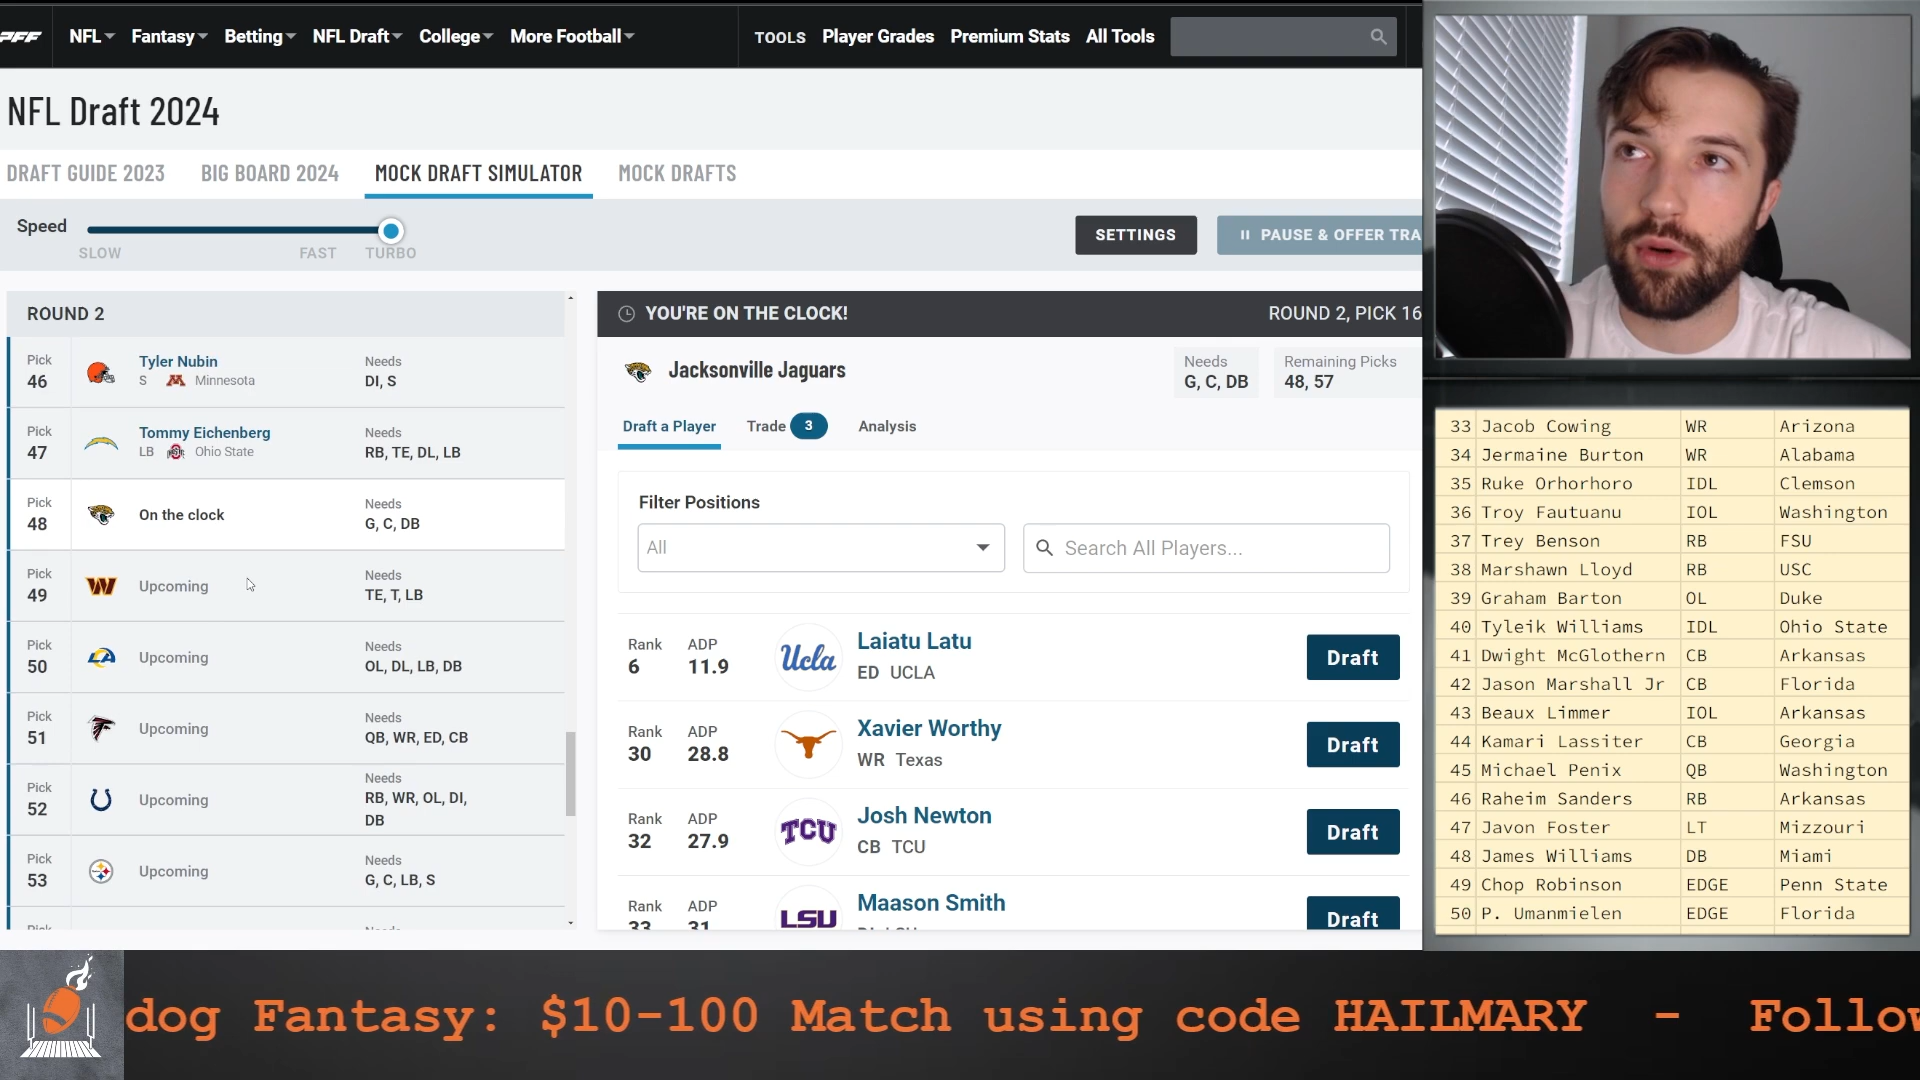 PFF NFL Fantasy Betting NFL Draft College More Football TOOLS Player Grades Premium Stats All Tools
NFL Draft 2024
DRAFT GUIDE 2023 BIG BOARD 2024 MOCK DRAFT SIMULATOR MOCK DRAFTS
Speed
SLOW FAST TURBO
SETTINGS
PAUSE & OFFER TRA
ROUND 2
Pick 46 Tyler Nubin Needs
S Minnesota DI, S
Pick 47 Tommy Eichenberg Needs
LB Ohio State RB, TE, DL, LB
Pick 48 On the clock Needs
G, C, DB
Pick 49 Upcoming Needs
TE, T, LB
Pick 50 Upcoming Needs
OL, DL, LB, DB
Pick 51 Upcoming Needs
QB, WR, ED, CB
Pick 52 Upcoming Needs
RB, WR, OL, DI,
DB
Pick 53 Upcoming Needs
G, C, LB, S
YOU'RE ON THE CLOCK! ROUND 2, PICK 16
Jacksonville Jaguars
Needs
G, C, DB
Remaining Picks
48, 57
Draft a Player Trade 3 Analysis
Filter Positions
All
Search All Players...
Rank ADP Laiatu Latu
6 11.9 Ucla ED UCLA Draft
Rank ADP Xavier Worthy
30 28.8 WR Texas Draft
Rank ADP Josh Newton
32 27.9 TCU CB TCU Draft
Rank ADP Maason Smith
33 31 LSU Draft
33 Jacob Cowing WR Arizona
34 Jermaine Burton WR Alabama
35 Ruke Orhorhoro IDL Clemson
36 Troy Fautuanu IOL Washington
37 Trey Benson RB FSU
38 Marshawn Lloyd RB USC
39 Graham Barton OL Duke
40 Tyleik Williams IDL Ohio State
41 Dwight McGlothern CB Arkansas
42 Jason Marshall Jr CB Florida
43 Beaux Limmer IOL Arkansas
44 Kamari Lassiter CB Georgia
45 Michael Penix QB Washington
46 Raheim Sanders RB Arkansas
47 Javon Foster LT Mizzouri
48 James Williams DB Miami
49 Chop Robinson EDGE Penn State
50 P. Umanmielen EDGE Florida
dog Fantasy: $10-100 Match using code HAILMARY - Follow